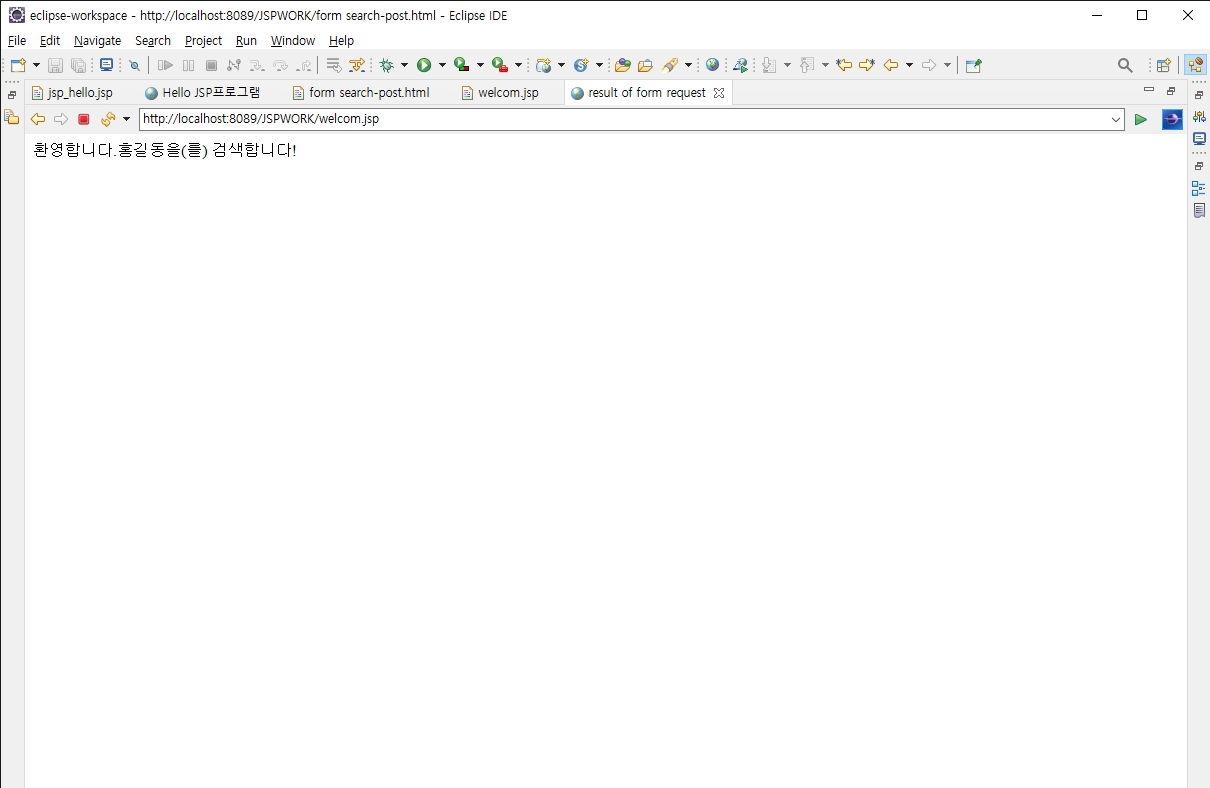 eclipse-workspace - http://localhost:8089/JSPWORK/form search-post.html - Eclipse IDE
File Edit Navigate Search Project Run Window Help
jsp_hello.jsp Hello JSP프로그램 form search-post.html welcom.jsp result of form request
http://localhost:8089/JSPWORK/welcom.jsp
환영합니다.홍길동을(를) 검색합니다!